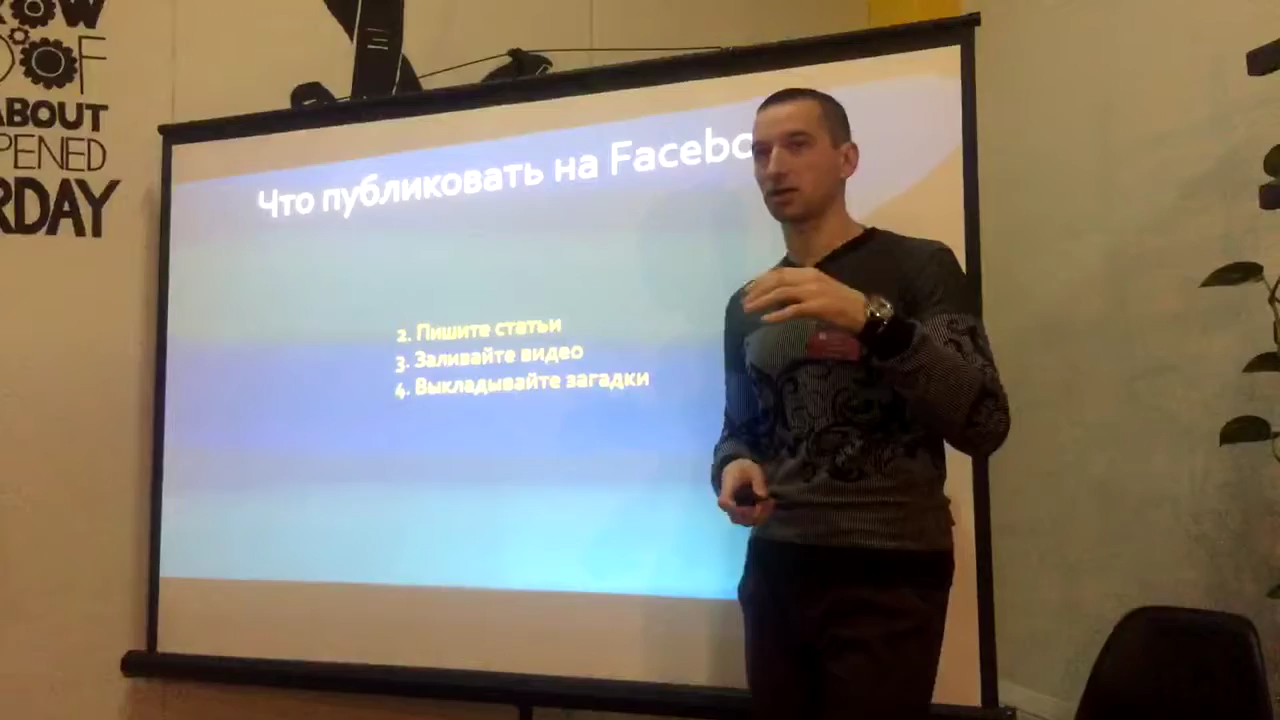 ROW
OF
ABOUT
PENED
RDAY
Что публиковать на Facebo
2. Пишите статьи
3. Заливайте видео
4. Выкладывайте загадки